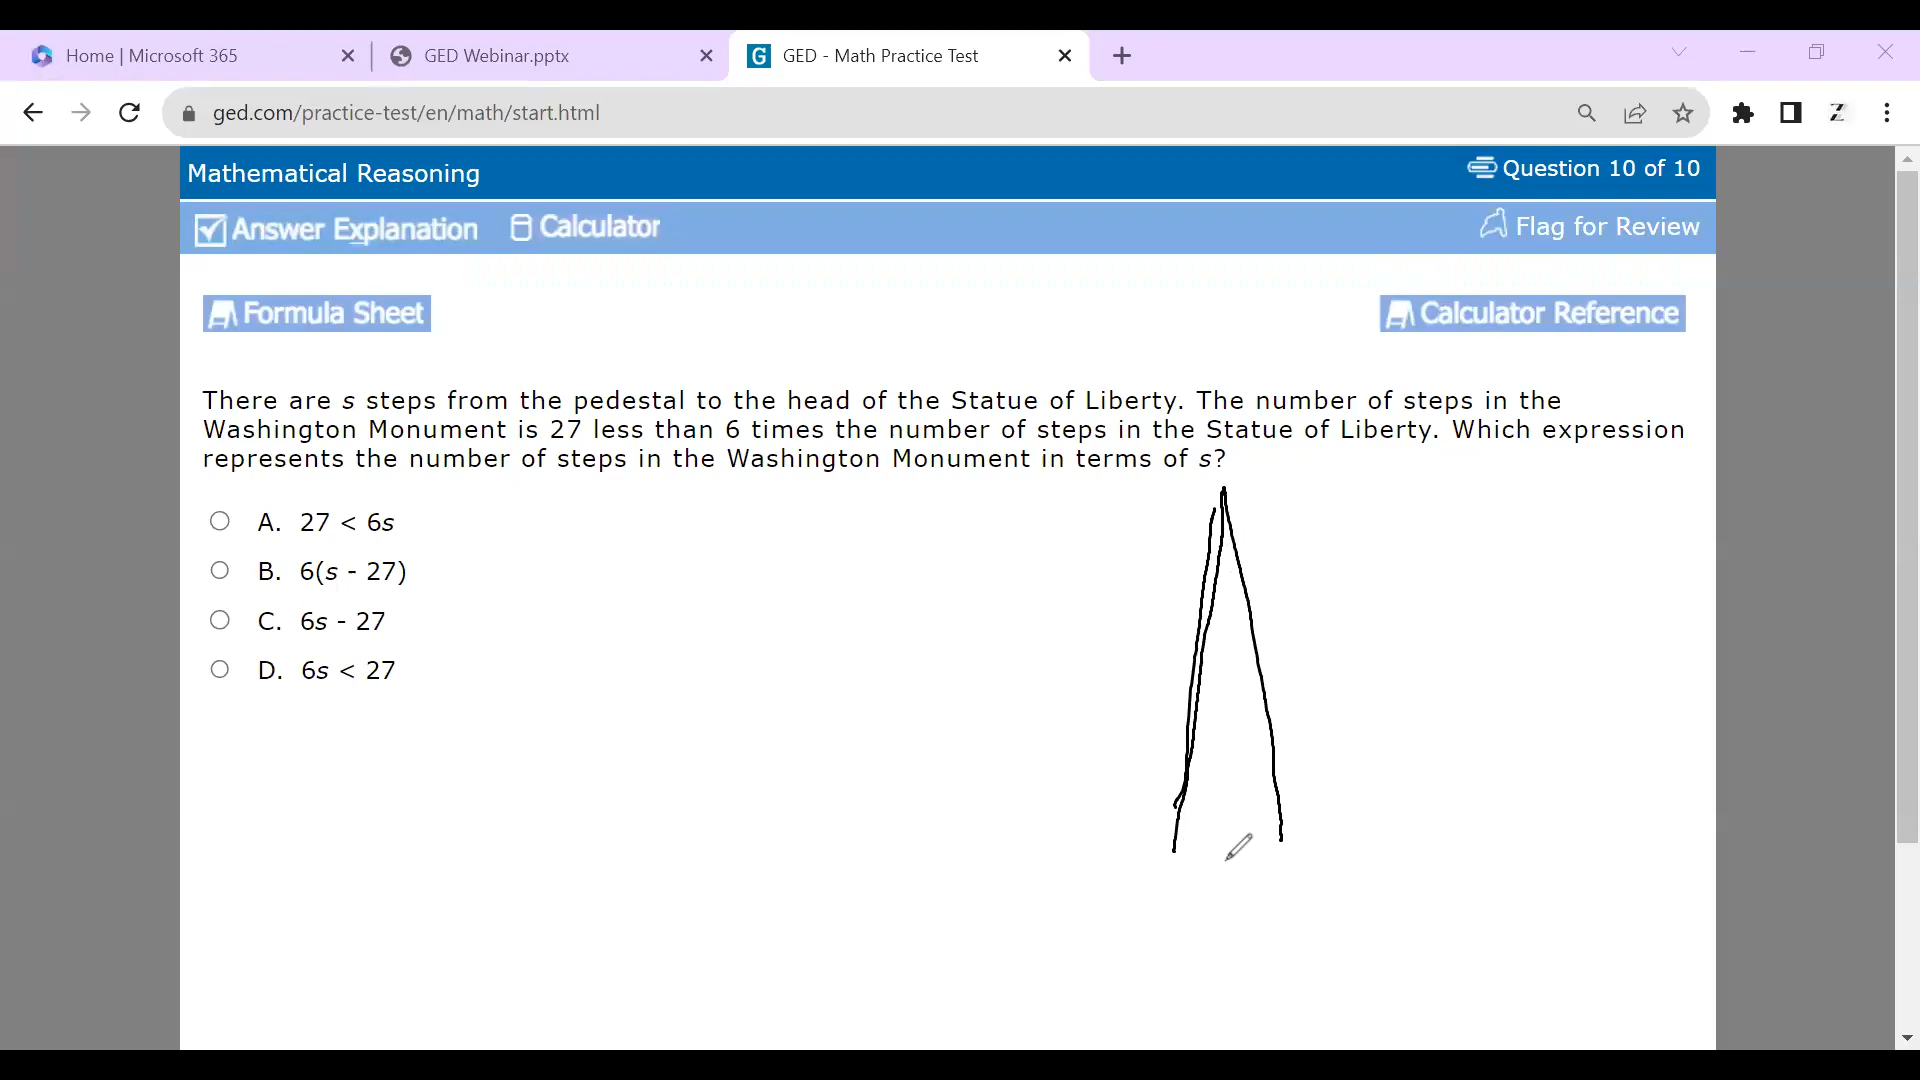 Home | Microsoft 365
GED Webinar.pptx
GED - Math Practice Test
ged.com/practice-test/en/math/start.html
Mathematical Reasoning
Question 10 of 10
Answer Explanation
Calculator
Flag for Review
Formula Sheet
Calculator Reference
There are s steps from the pedestal to the head of the Statue of Liberty. The number of steps in the
Washington Monument is 27 less than 6 times the number of steps in the Statue of Liberty. Which expression
represents the number of steps in the Washington Monument in terms of s?
A. 27 < 6s
B. 6(s - 27)
C. 6s - 27
D. 6s < 27